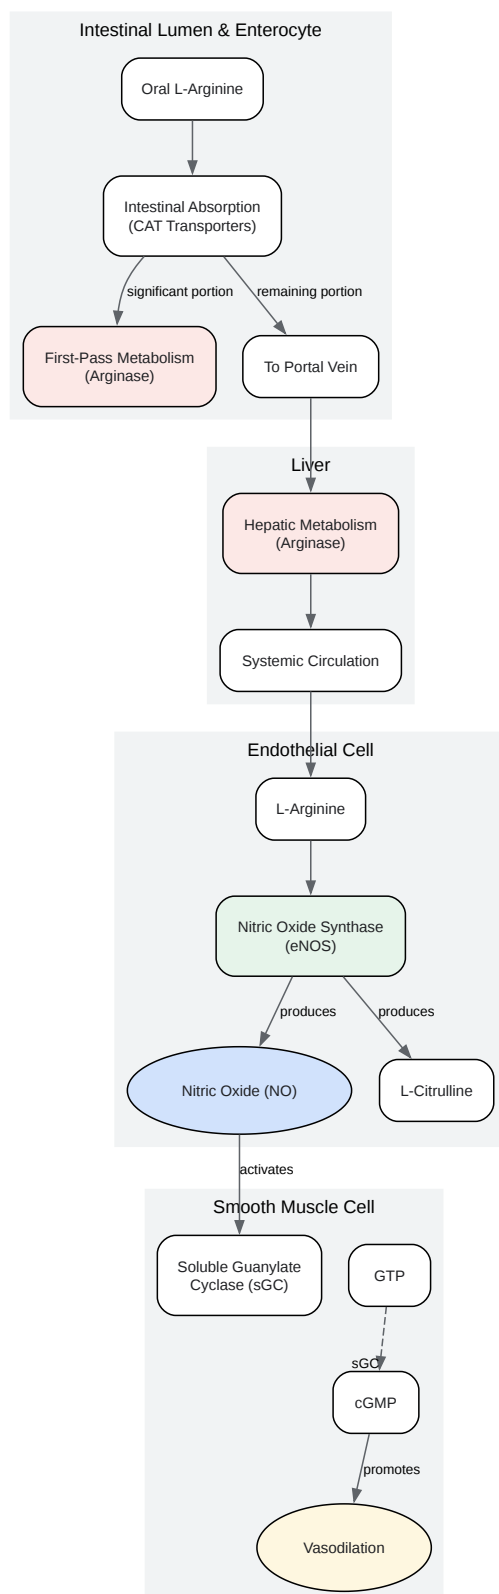 Intestinal Lumen & Enterocyte
Oral L-Arginine
Intestinal Absorption
(CAT Transporters)
significant portion
remaining portion
First-Pass Metabolism
(Arginase)
To Portal Vein
Liver
Hepatic Metabolism
(Arginase)
Systemic Circulation
Endothelial Cell
L-Arginine
Nitric Oxide Synthase
(eNOS)
produces
produces
Nitric Oxide (NO)
L-Citrulline
activates
Smooth Muscle Cell
Soluble Guanylate
Cyclase (sGC)
GTP
sGC
cGMP
promotes
Vasodilation